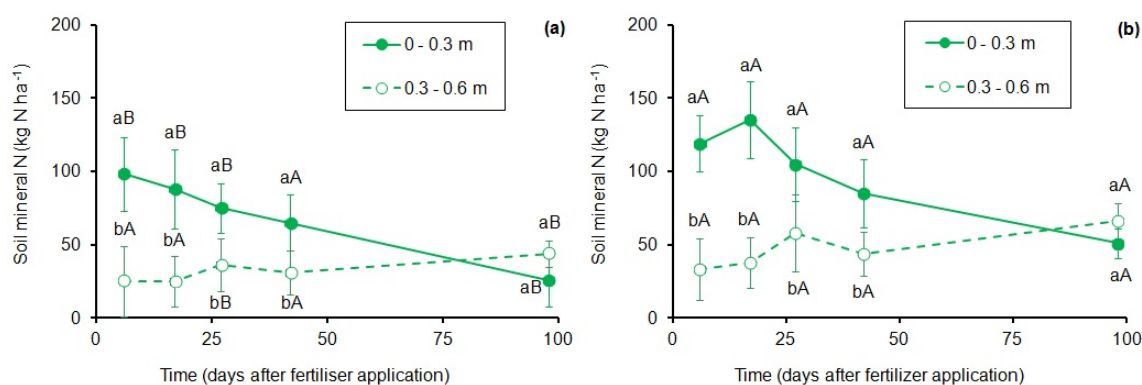 200
150
100
50
0
Soil mineral N (kg N ha-1)
(a)
0 - 0.3 m
0.3 - 0.6 m
aB
aB
aB
aA
aB
bA
bA
bB
bA
aB
0
25
50
75
100
Time (days after fertiliser application)
200
150
100
50
0
Soil mineral N (kg N ha-1)
(b)
0 - 0.3 m
0.3 - 0.6 m
aA
aA
aA
aA
aA
bA
bA
bA
bA
aA
0
25
50
75
100
Time (days after fertilizer application)